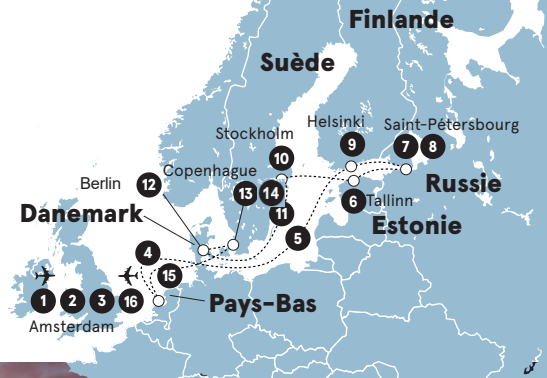 Finlande
Suède
Helsinki
Saint-Pétersbourg
Stockholm
9
7 8
10
Copenhague
Berlin
12
13 14
Russie
6
Tallinn
Danemark
11
Estonie
5
4
15
1 2 3 16
Pays-Bas
Amsterdam